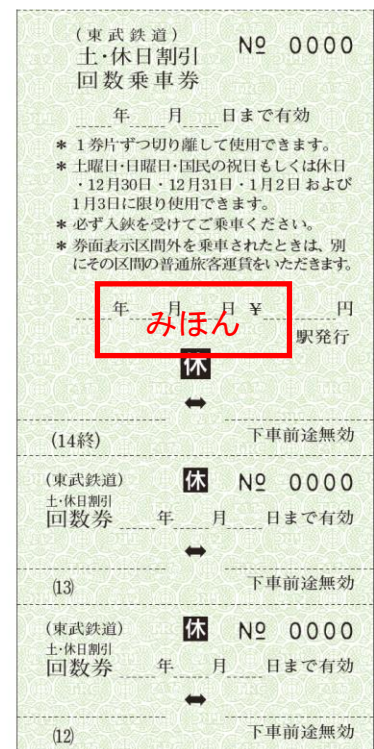 (東武鉄道)
土・休日割引 № 0000
回数乗車券
年 月 日まで有効
* 1券片ずつ切り離して使用できます。
* 土曜日・日曜日・国民の祝日もしくは休日
・12月30日・12月31日・1月2日および
1月3日に限り使用できます。
* 必ず入鋏を受けてご乗車ください。
* 券面表示区間外を乗車されたときは、別
にその区間の普通旅客運賃をいただきます。
年 月 日 ¥ 円
みほん
駅発行
休
⬌
(14終) 下車前途無効
(東武鉄道) 休 № 0000
土・休日割引
回数券 年 月 日まで有効
⬌
(13) 下車前途無効
(東武鉄道) 休 № 0000
土・休日割引
回数券 年 月 日まで有効
⬌
(12) 下車前途無効